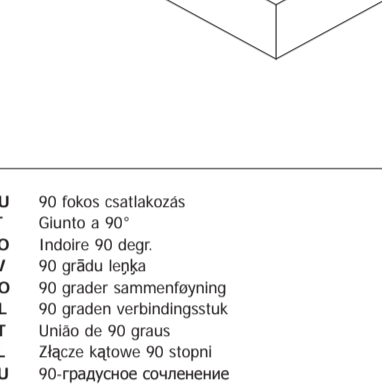 U 90 fokos csatlakozás
Giunto a 90°
O Indoire 90 degr.
V 90 grādu leņķa
O 90 grader sammenføyning
L 90 graden verbindingsstuk
T União de 90 graus
L Złącze kątowe 90 stopni
U 90-градусное сочленение